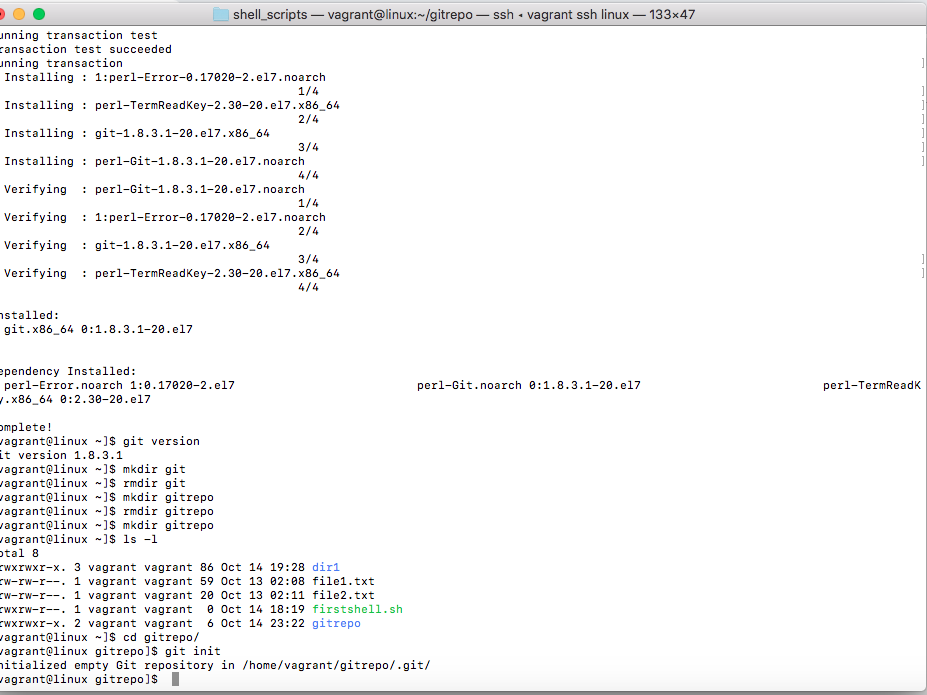 shell_scripts — vagrant@linux:~/gitrepo — ssh ◂ vagrant ssh linux — 133×47
unning transaction test
ransaction test succeeded
unning transaction
Installing : 1:perl-Error-0.17020-2.el7.noarch
1/4
Installing : perl-TermReadKey-2.30-20.el7.x86_64
2/4
Installing : git-1.8.3.1-20.el7.x86_64
3/4
Installing : perl-Git-1.8.3.1-20.el7.noarch
4/4
Verifying  : perl-Git-1.8.3.1-20.el7.noarch
1/4
Verifying  : 1:perl-Error-0.17020-2.el7.noarch
2/4
Verifying  : git-1.8.3.1-20.el7.x86_64
3/4
Verifying  : perl-TermReadKey-2.30-20.el7.x86_64
4/4
nstalled:
git.x86_64 0:1.8.3.1-20.el7
ependency Installed:
perl-Error.noarch 1:0.17020-2.el7 perl-Git.noarch 0:1.8.3.1-20.el7 perl-TermReadK
y.x86_64 0:2.30-20.el7
omplete!
vagrant@linux ~]$ git version
it version 1.8.3.1
vagrant@linux ~]$ mkdir git
vagrant@linux ~]$ rmdir git
vagrant@linux ~]$ mkdir gitrepo
vagrant@linux ~]$ rmdir gitrepo
vagrant@linux ~]$ mkdir gitrepo
vagrant@linux ~]$ ls -l
otal 8
rwxrwxr-x. 3 vagrant vagrant 86 Oct 14 19:28 dir1
rw-rw-r--. 1 vagrant vagrant 59 Oct 13 02:08 file1.txt
rw-rw-r--. 1 vagrant vagrant 20 Oct 13 02:11 file2.txt
rwxrw-r--. 1 vagrant vagrant  0 Oct 14 18:19 firstshell.sh
rwxrwxr-x. 2 vagrant vagrant  6 Oct 14 23:22 gitrepo
vagrant@linux ~]$ cd gitrepo/
vagrant@linux gitrepo]$ git init
nitialized empty Git repository in /home/vagrant/gitrepo/.git/
vagrant@linux gitrepo]$